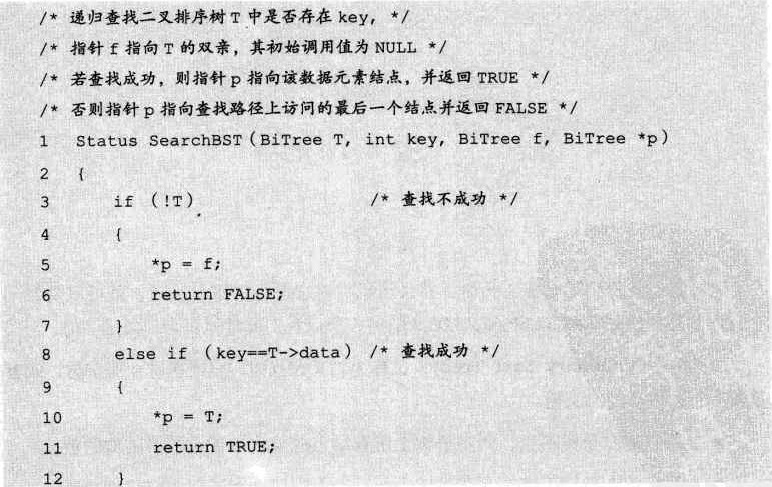 /* 递归查找二叉排序树 T 中是否存在 key, */
/* 指针 f 指向 T 的双亲，其初始调用值为 NULL */
/* 若查找成功，则指针 p 指向该数据元素结点，并返回 TRUE */
/* 否则指针 p 指向查找路径上访问的最后一个结点并返回 FALSE */
1 Status SearchBST (BiTree T, int key, BiTree f, BiTree *p)
2 {
3 if (!T) /* 查找不成功 */
4 {
5 *p = f;
6 return FALSE;
7 }
8 else if (key==T->data) /* 查找成功 */
9 {
10 *p = T;
11 return TRUE;
12 }